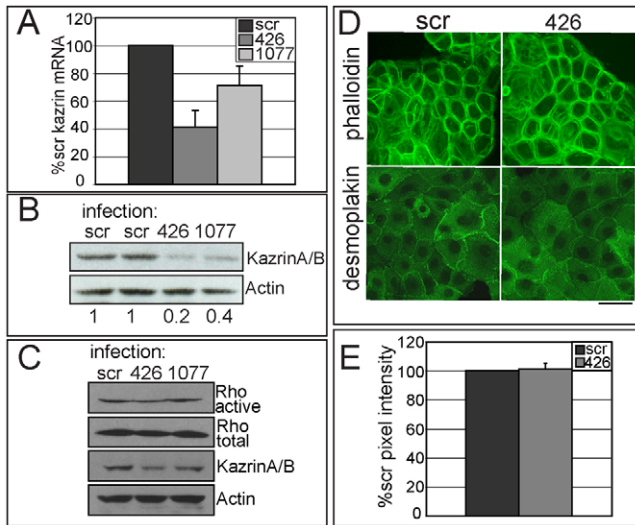 A
%scr kazrin mRNA
120
100
80
60
40
20
0
scr
426
1077
B
infection:
scr scr 426 1077
KazrinA/B
Actin
1 1 0.2 0.4
C
infection:
scr 426 1077
Rho active
Rho total
KazrinA/B
Actin
D
scr 426
phalloidin
desmoplakin
E
%scr pixel intensity
120
100
80
60
40
20
0
scr
426